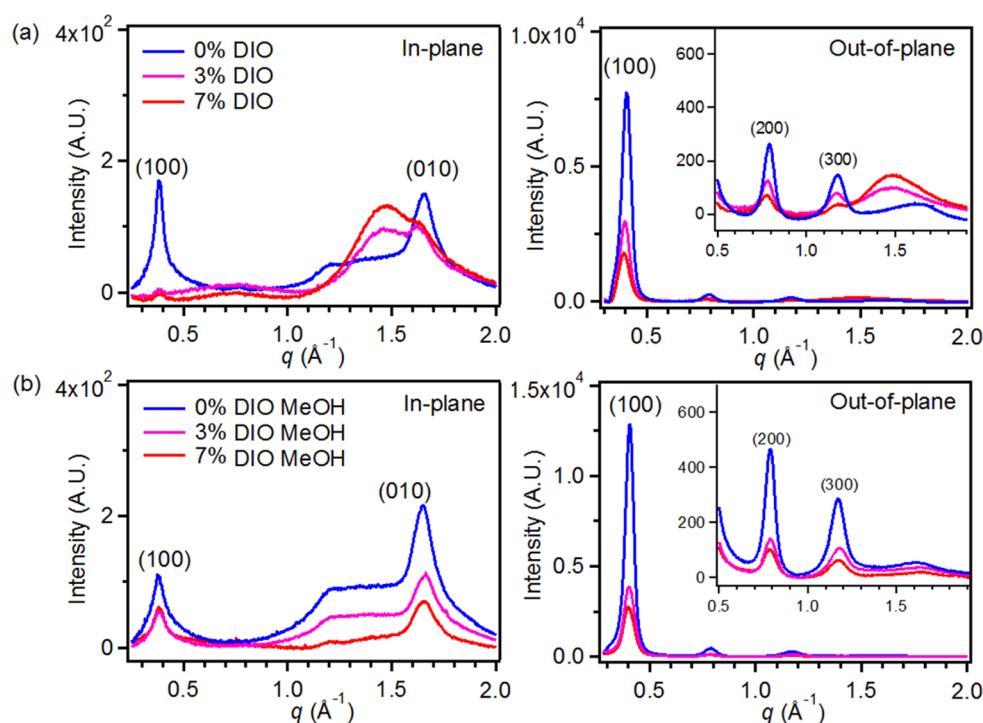 (a)
4x10²
2
0
Intensity (A.U.)
0% DIO
3% DIO
7% DIO
In-plane
(100)
(010)
0.5 1.0 1.5 2.0
q (Å⁻¹)
1.0x10⁴
0.5
0.0
Intensity (A.U.)
(100)
Out-of-plane
600
400
200
0
(200)
(300)
0.5 1.0 1.5
0.5 1.0 1.5 2.0
q (Å⁻¹)
(b)
4x10²
2
0
Intensity (A.U.)
0% DIO MeOH
3% DIO MeOH
7% DIO MeOH
In-plane
(100)
(010)
0.5 1.0 1.5 2.0
q (Å⁻¹)
1.5x10⁴
1.0
0.5
0.0
Intensity (A.U.)
(100)
Out-of-plane
600
400
200
0
(200)
(300)
0.5 1.0 1.5
0.5 1.0 1.5 2.0
q (Å⁻¹)